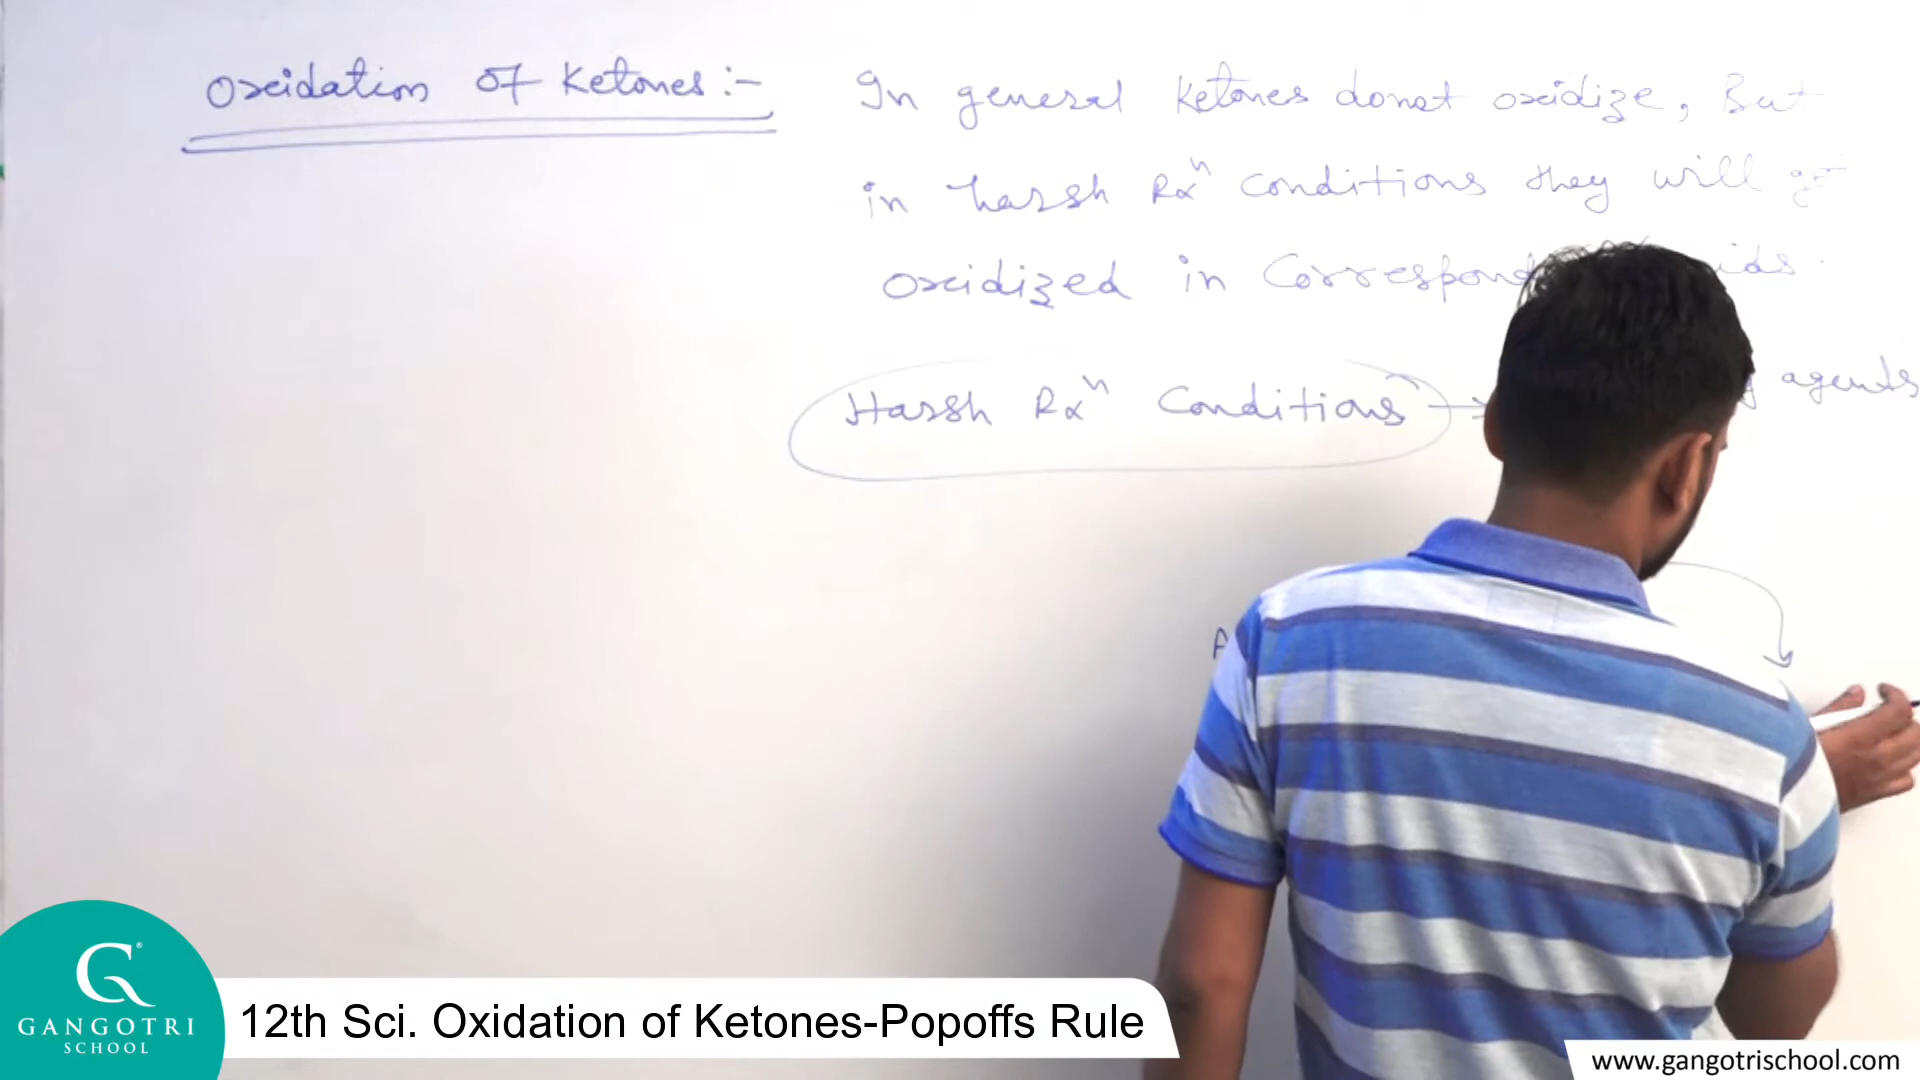 Oxidation of Ketones:-
In general Ketones donot oxidize, But
in harsh Rxⁿ conditions they will
oxidized in Correspond
Harsh Rxⁿ Conditions →
agents
A
GANGOTRI
SCHOOL
12th Sci. Oxidation of Ketones-Popoffs Rule
www.gangotrischool.com